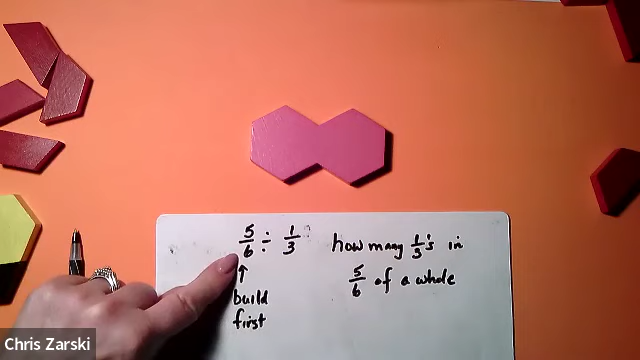 5/6 ÷ 1/3 how many 1/3's in
5/6 of a whole
↑
build
first
Chris Zarski